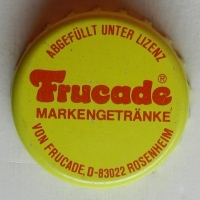 ABGEFÜLLT UNTER LIZENZ
Frucade ®
MARKENGETRÄNKE
VON FRUCADE, D-83022 ROSENHEIM